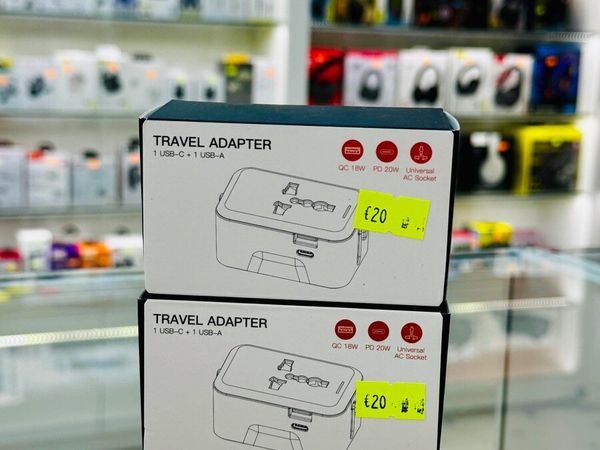 TRAVEL ADAPTER
1 USB-C + 1 USB-A
QC 18W
PD 20W
Universal
AC Socket
€20
TRAVEL ADAPTER
1 USB-C + 1 USB-A
QC 18W
PD 20W
Universal
AC Socket
€20